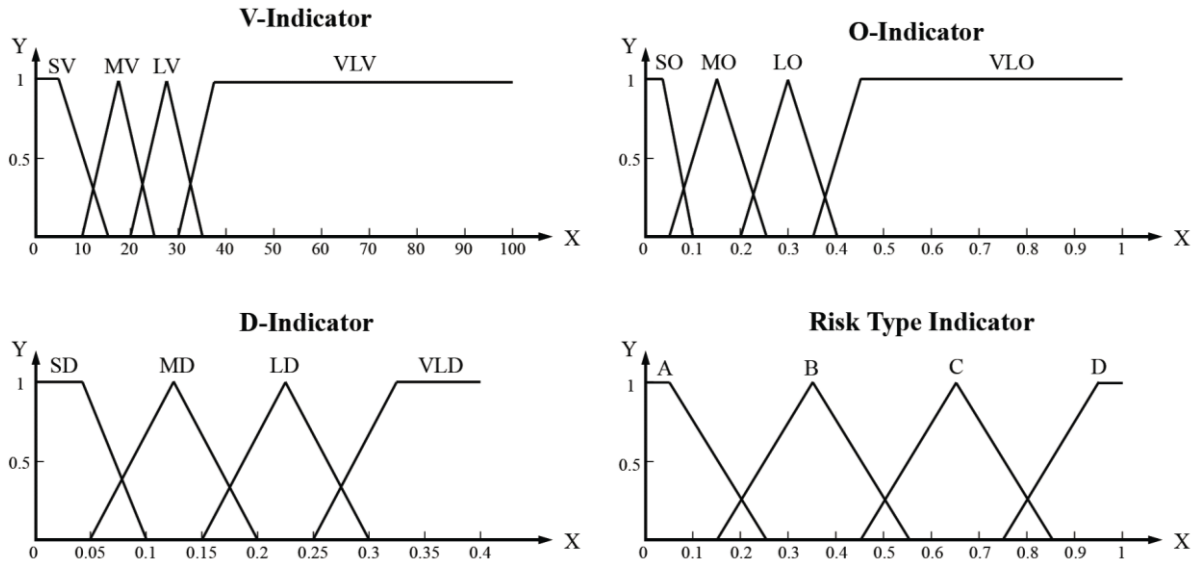 V-Indicator
Y
SV MV LV VLV
1
0.5
0 10 20 30 40 50 60 70 80 90 100 X
O-Indicator
Y
SO MO LO VLO
1
0.5
0 0.1 0.2 0.3 0.4 0.5 0.6 0.7 0.8 0.9 1 X
D-Indicator
Y
SD MD LD VLD
1
0.5
0 0.05 0.1 0.15 0.2 0.25 0.3 0.35 0.4 X
Risk Type Indicator
Y
A B C D
1
0.5
0 0.1 0.2 0.3 0.4 0.5 0.6 0.7 0.8 0.9 1 X